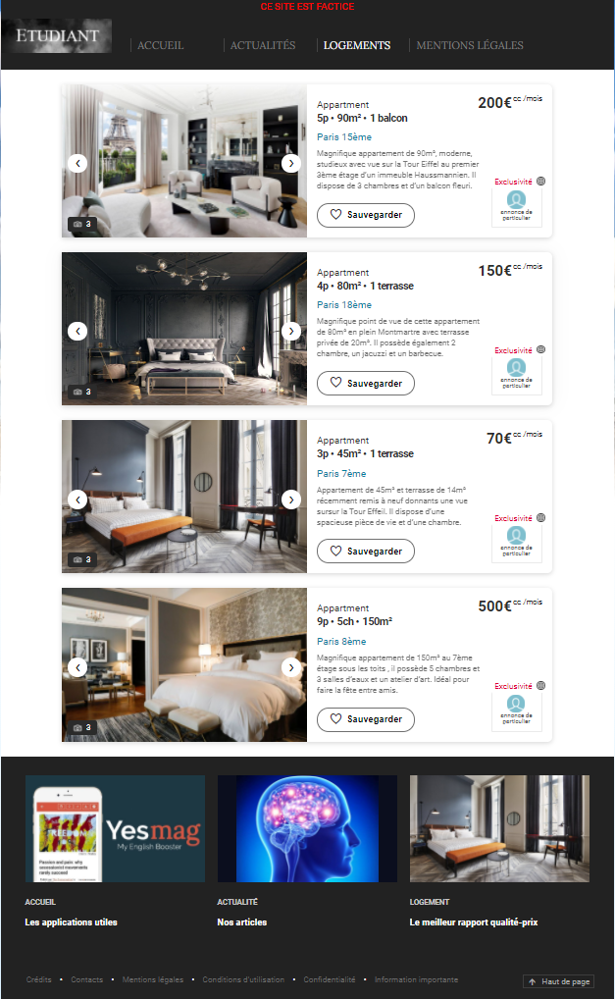 CE SITE EST FACTICE
ETUDIANT
ACCUEIL
ACTUALITÉS
LOGEMENTS
MENTIONS LÉGALES
Appartment
200€ cc /mois
5p • 90m² • 1 balcon
Paris 15ème
Magnifique appartement de 90m², moderne,
studieux avec vue sur la Tour Eiffel au premier
3ème étage d'un immeuble Haussmannien. Il
dispose de 3 chambres et d'un balcon fleuri.
Exclusivité
annonce de
particulier
Sauvegarder
3
Appartment
150€ cc /mois
4p • 80m² • 1 terrasse
Paris 18ème
Magnifique point de vue de cette appartement
de 80m² en plein Montmartre avec terrasse
privée de 20m². Il possède également 2
chambre, un jacuzzi et un barbecue.
Exclusivité
annonce de
particulier
Sauvegarder
3
Appartment
70€ cc /mois
3p • 45m² • 1 terrasse
Paris 7ème
Appartement de 45m² et terrasse de 14m²
récemment remis à neuf donnants une vue
sursur la Tour Effeil. Il dispose d'une
spacieuse pièce de vie et d'une chambre.
Exclusivité
annonce de
particulier
Sauvegarder
3
Appartment
500€ cc /mois
9p • 5ch • 150m²
Paris 8ème
Magnifique appartement de 150m² au 7ème
étage sous les toits , il possède 5 chambres et
3 salles d'eaux et un atelier d'art. Idéal pour
faire la fête entre amis.
Exclusivité
annonce de
particulier
Sauvegarder
3
FREEDOM
Passion and pain: why
rarely succeed
Yesmag
My English Booster
ACCUEIL
Les applications utiles
ACTUALITÉ
Nos articles
LOGEMENT
Le meilleur rapport qualité-prix
Crédits • Contacts • Mentions légales • Conditions d'utilisation • Confidentialité • Information importante
Haut de page